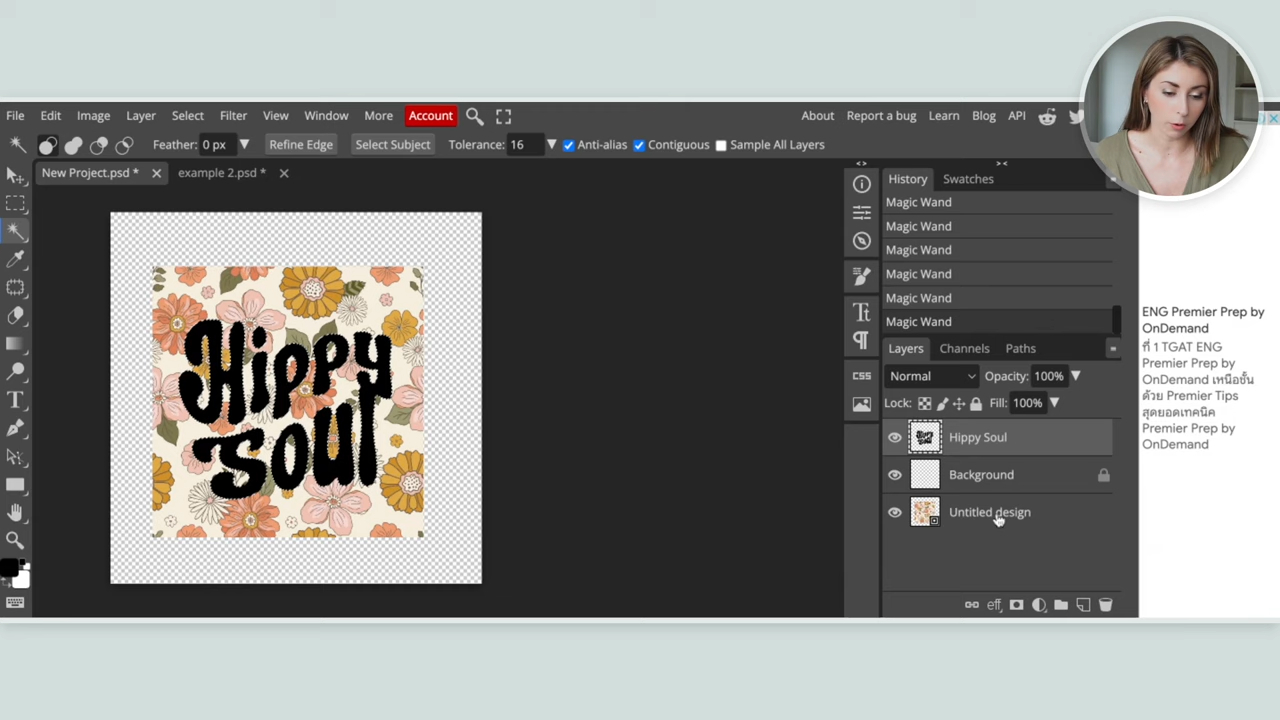 File Edit Image Layer Select Filter View Window More Account About Report a bug Learn Blog API
Feather: 0 px Refine Edge Select Subject Tolerance: 16 Anti-alias Contiguous Sample All Layers
New Project.psd * example 2.psd *
History Swatches
Magic Wand
Magic Wand
Magic Wand
Magic Wand
Magic Wand
Magic Wand
Layers Channels Paths
Normal Opacity: 100%
Lock: Fill: 100%
Hippy Soul
Background
Untitled design
CSS
eff
Hippy
Soul
ENG Premier Prep by
OnDemand
ที่ 1 TGAT ENG
Premier Prep by
OnDemand เหนือชั้น
ด้วย Premier Tips
สุดยอดเทคนิค
Premier Prep by
OnDemand